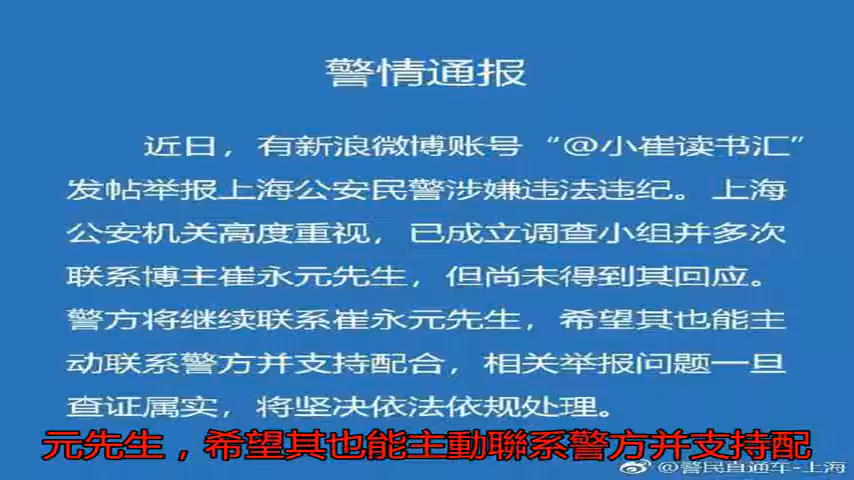 警情通报
近日，有新浪微博账号“@小崔读书汇”
发帖举报上海公安民警涉嫌违法违纪。上海
公安机关高度重视，已成立调查小组并多次
联系博主崔永元先生，但尚未得到其回应。
警方将继续联系崔永元先生，希望其也能主
动联系警方并支持配合，相关举报问题一旦
查证属实，将坚决依法依规处理。
元先生，希望其也能主動聯系警方并支持配
@警民直通车-上海